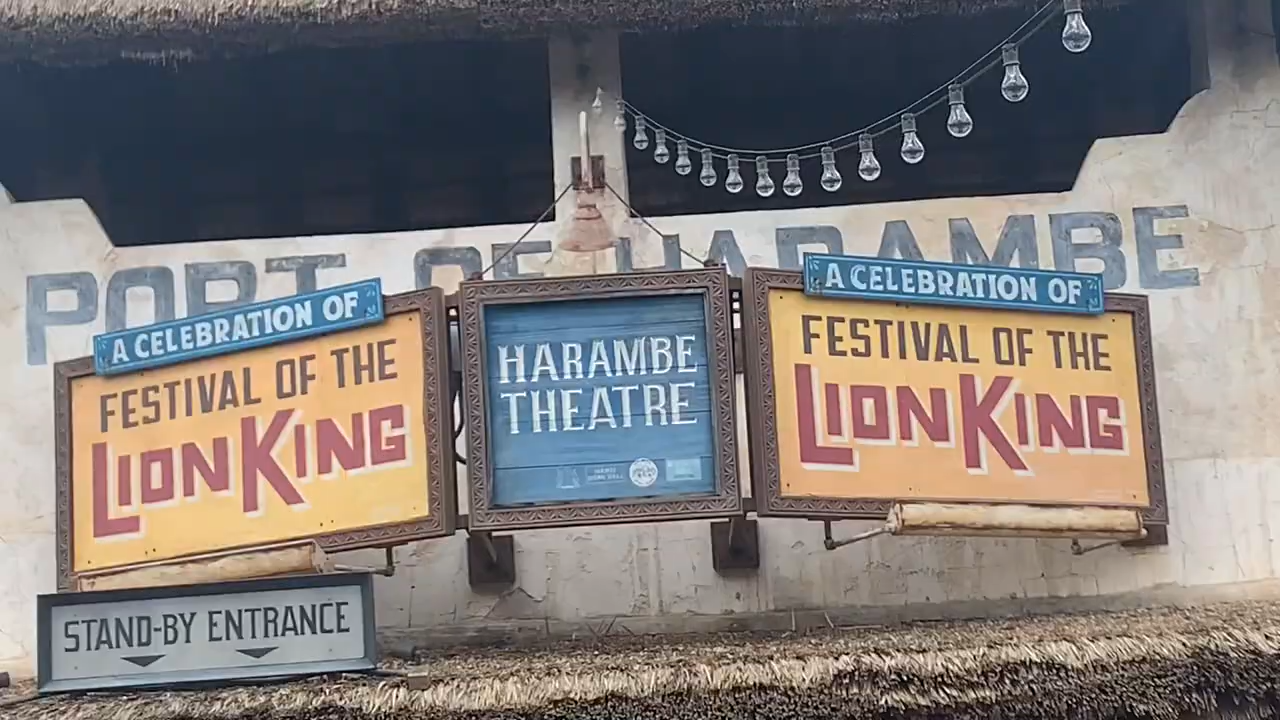 PORT OF HARAMBE
A CELEBRATION OF
FESTIVAL OF THE
LION KING
HARAMBE
THEATRE
A CELEBRATION OF
FESTIVAL OF THE
LION KING
STAND-BY ENTRANCE